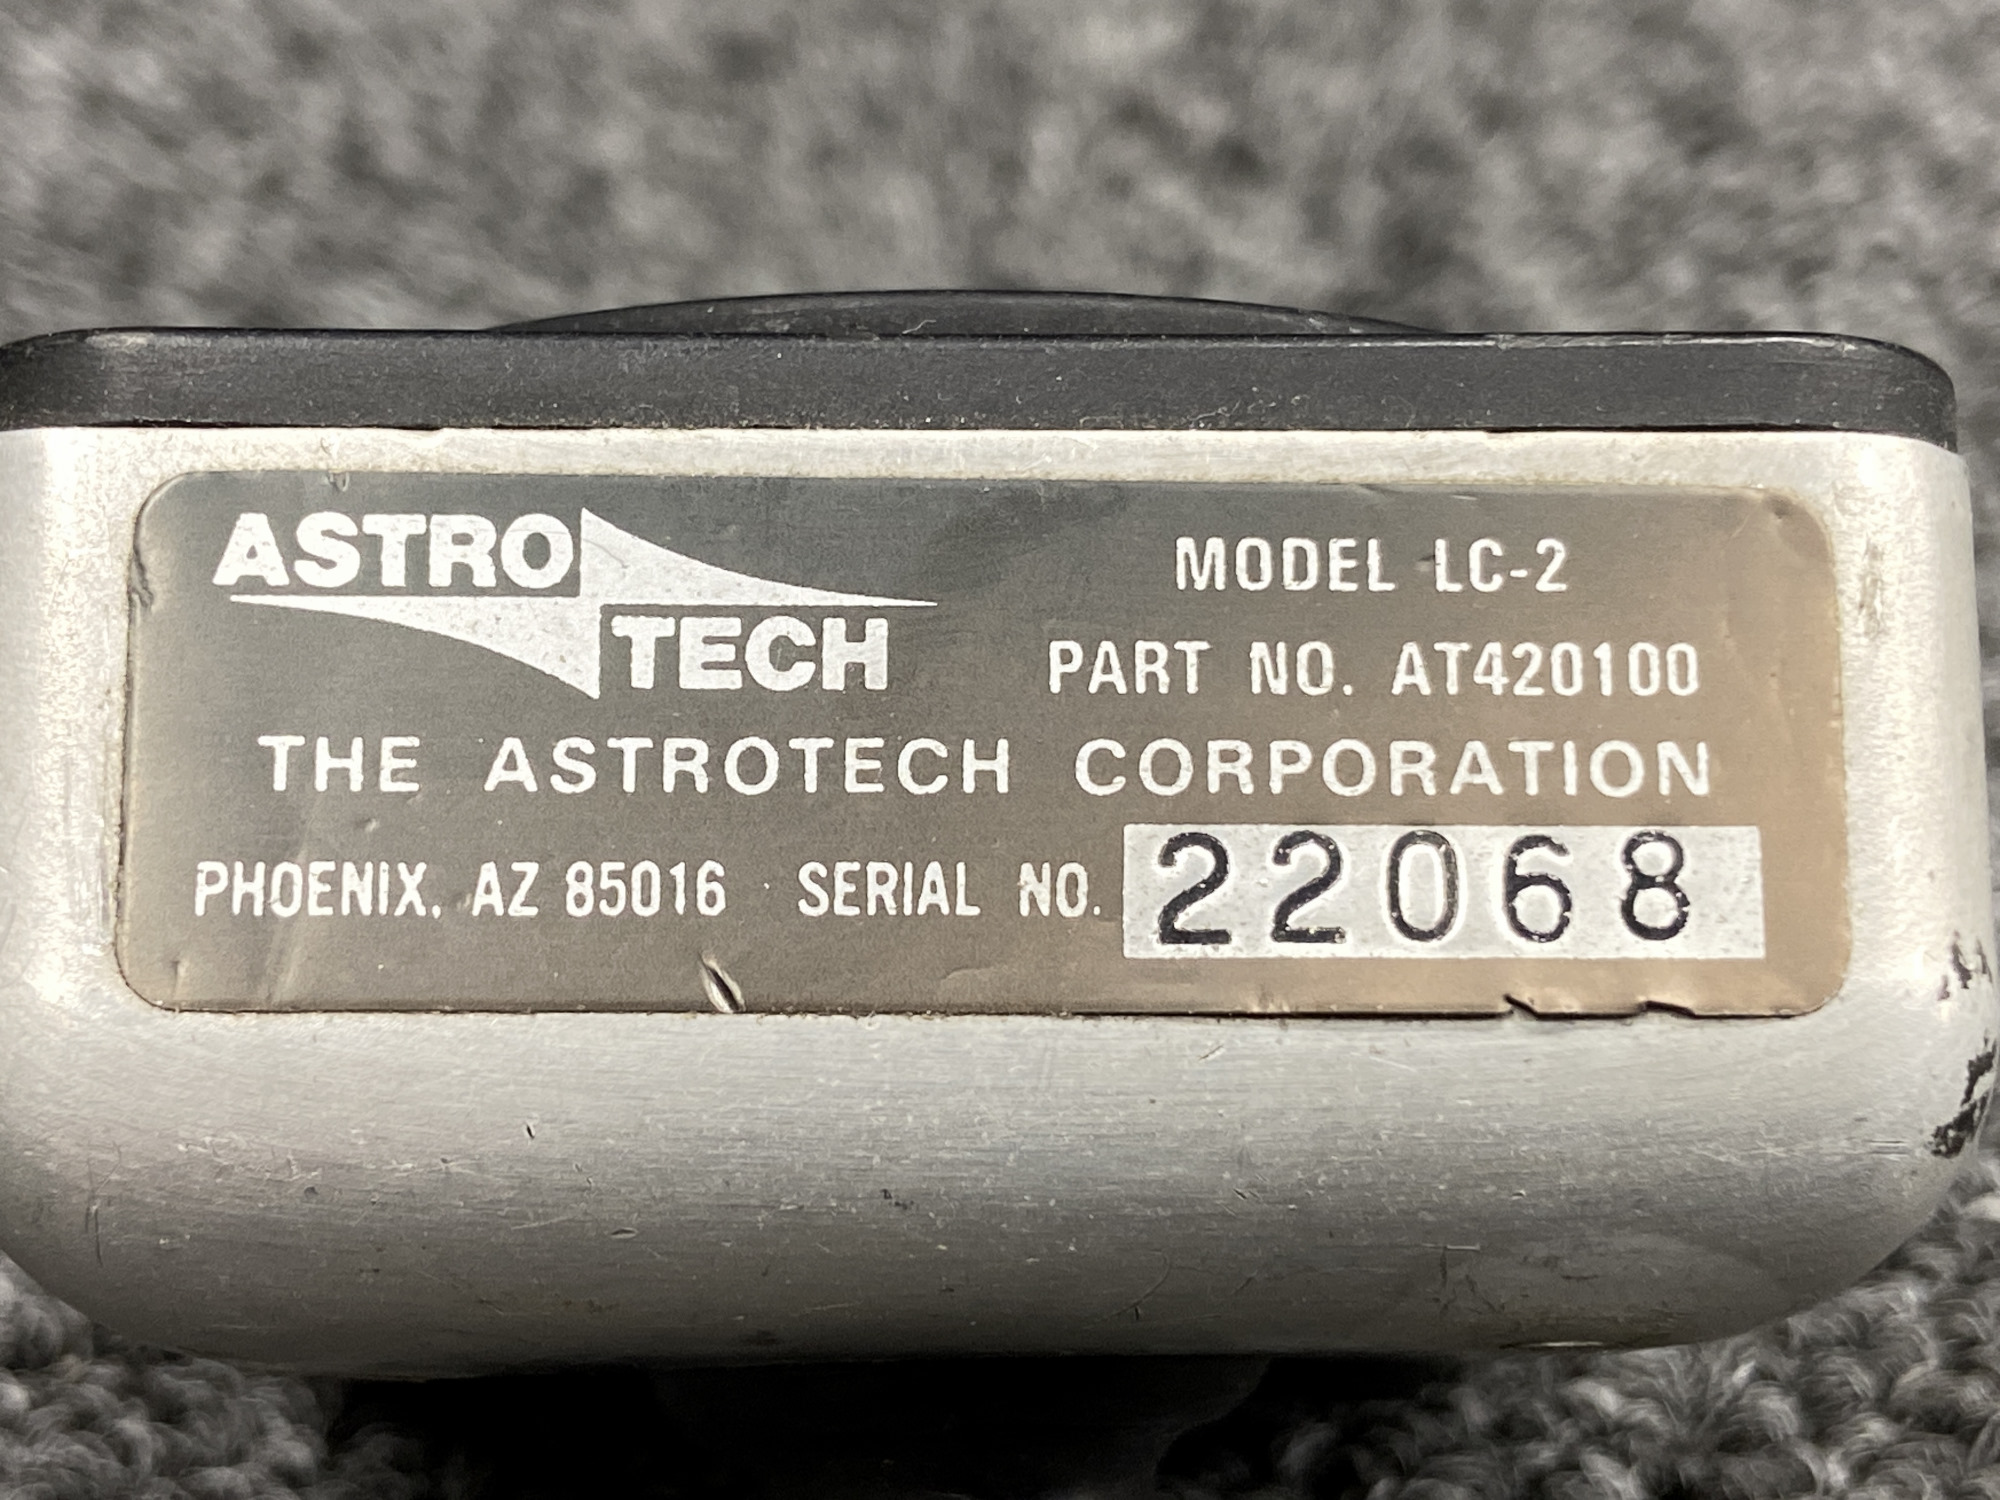 ASTRO
TECH
MODEL LC-2
PART NO. AT420100
THE ASTROTECH CORPORATION
PHOENIX, AZ 85016 SERIAL NO. 22068